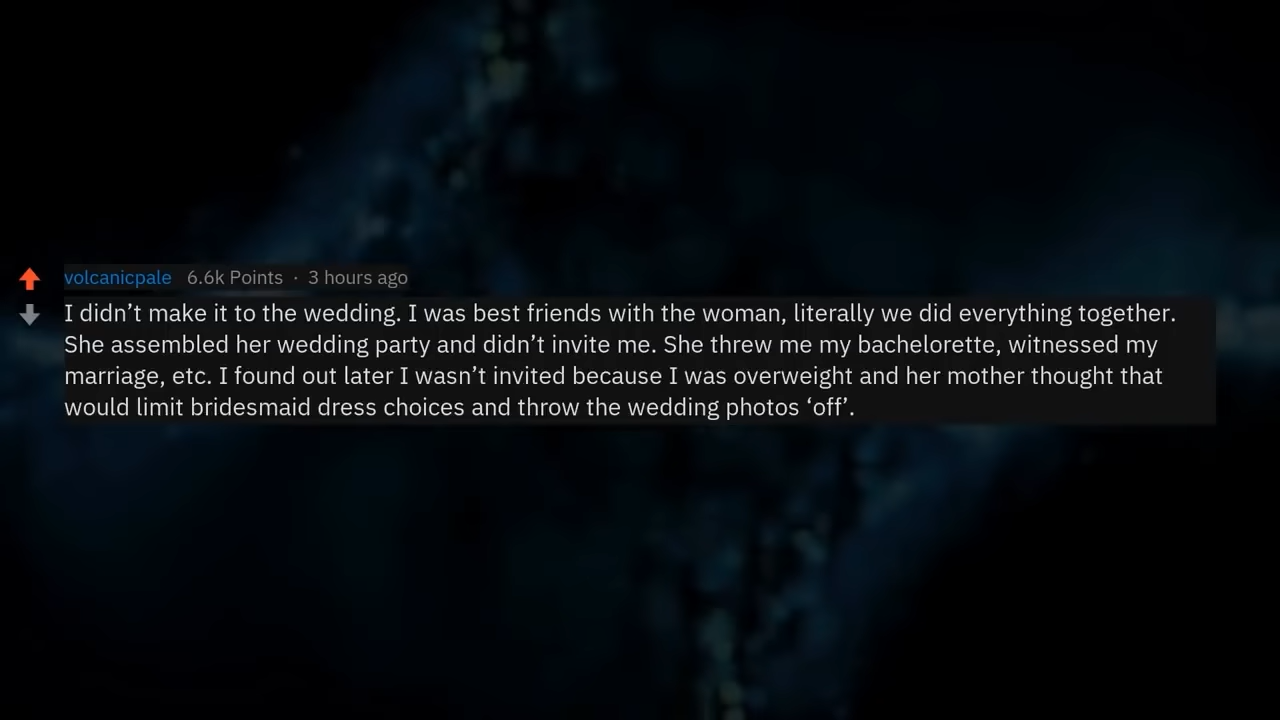 volcanicpale 6.6k Points · 3 hours ago
I didn’t make it to the wedding. I was best friends with the woman, literally we did everything together.
She assembled her wedding party and didn’t invite me. She threw me my bachelorette, witnessed my
marriage, etc. I found out later I wasn’t invited because I was overweight and her mother thought that
would limit bridesmaid dress choices and throw the wedding photos ‘off’.